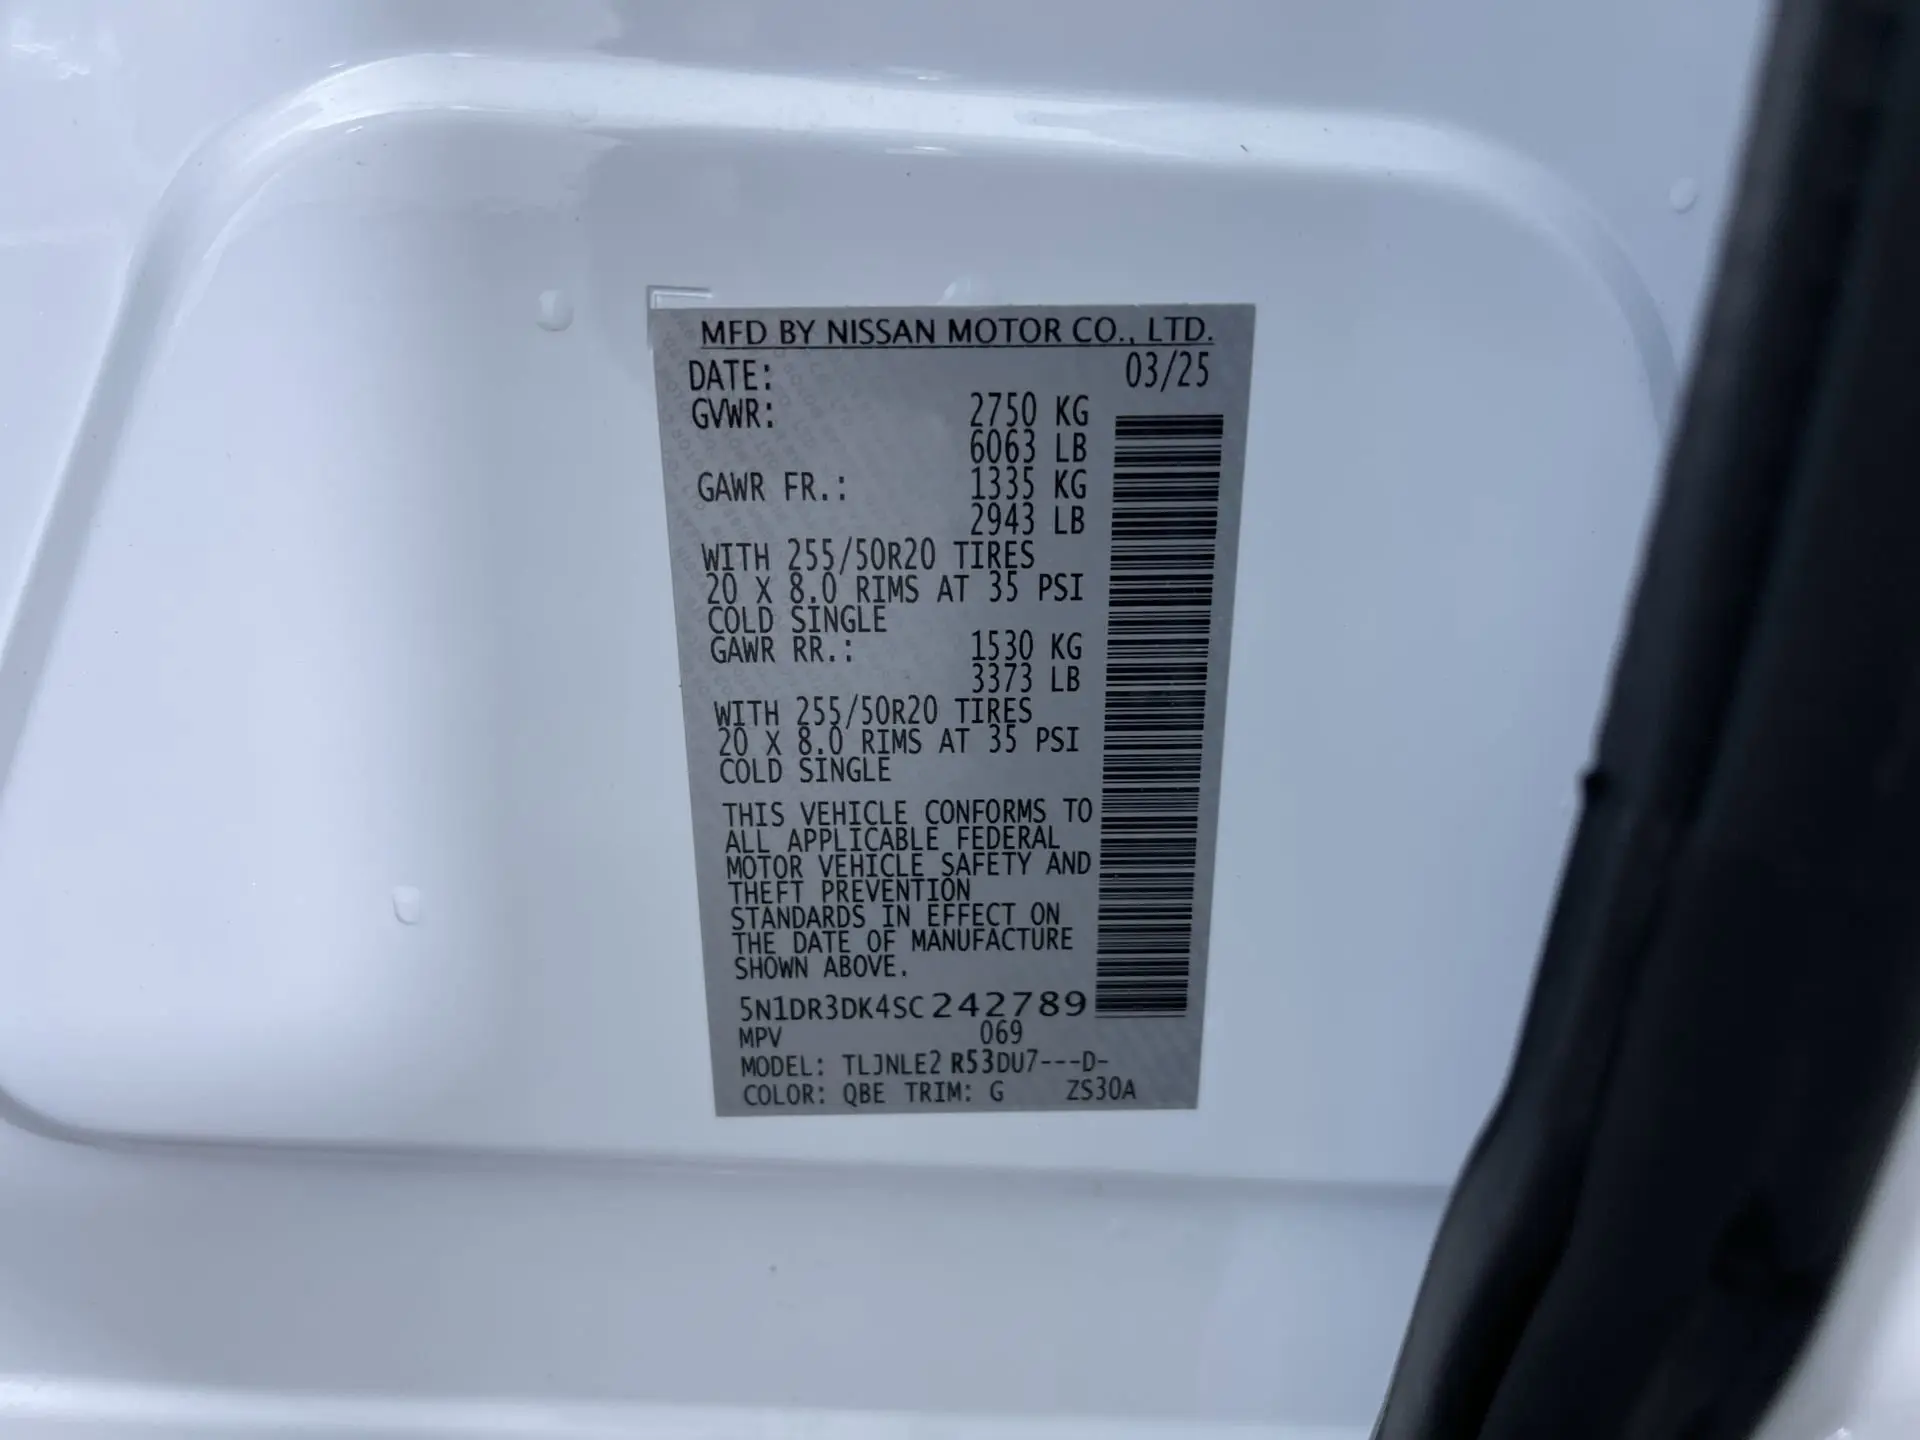 MFD BY NISSAN MOTOR CO., LTD.
DATE: 03/25
GVWR: 2750 KG
6063 LB
GAWR FR.: 1335 KG
2943 LB
WITH 255/50R20 TIRES
20 X 8.0 RIMS AT 35 PSI
COLD SINGLE
GAWR RR.: 1530 KG
3373 LB
WITH 255/50R20 TIRES
20 X 8.0 RIMS AT 35 PSI
COLD SINGLE
THIS VEHICLE CONFORMS TO
ALL APPLICABLE FEDERAL
MOTOR VEHICLE SAFETY AND
THEFT PREVENTION
STANDARDS IN EFFECT ON
THE DATE OF MANUFACTURE
SHOWN ABOVE.
5N1DR3DK4SC242789
MPV 069
MODEL: TLJNLE2 R53DU7---D-
COLOR: QBE TRIM: G ZS30A